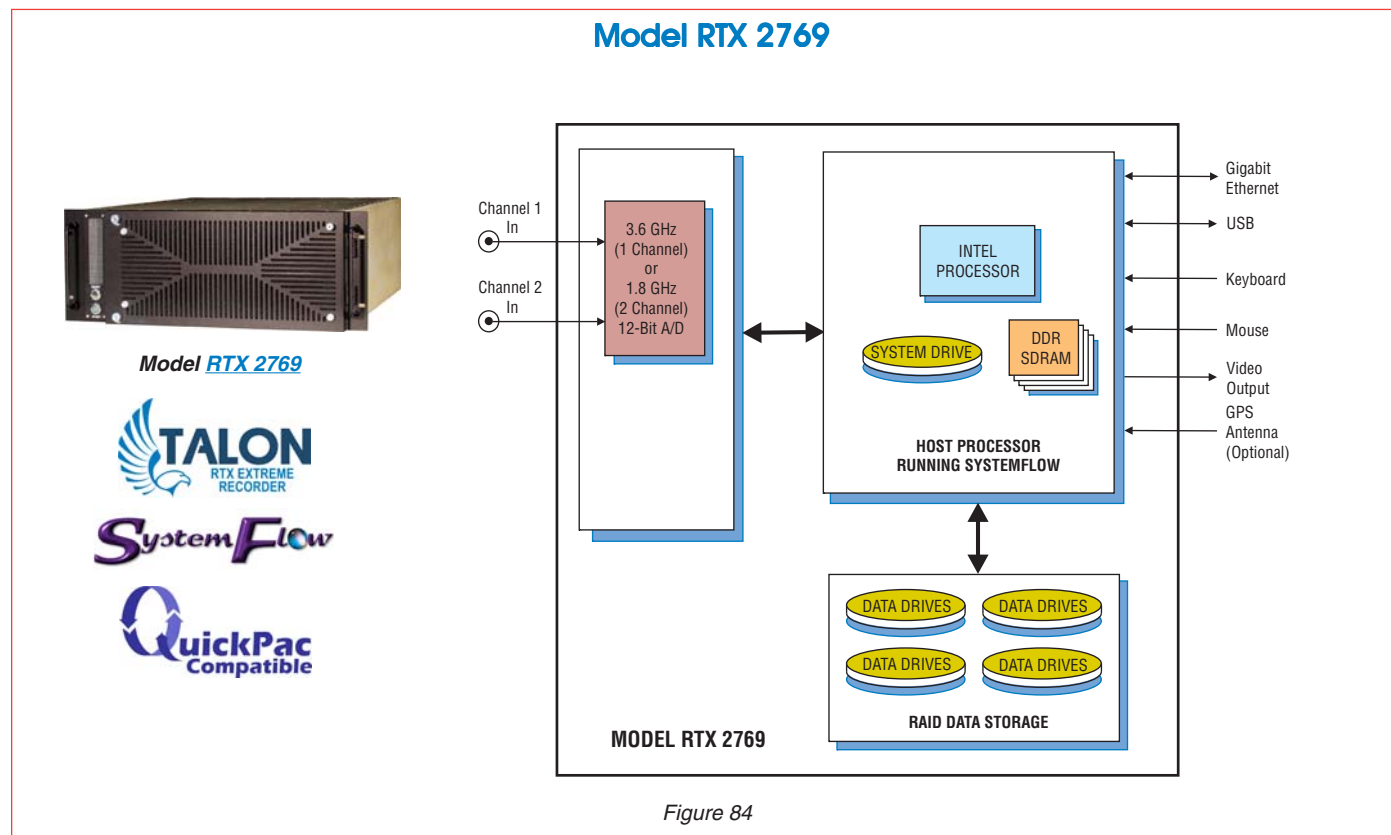 Model RTX 2769
Model RTX 2769
TALON
RTX EXTREME
RECORDER
SystemFlow
QuickPac
Compatible
Channel 1
In
Channel 2
In
3.6 GHz
(1 Channel)
or
1.8 GHz
(2 Channel)
12-Bit A/D
INTEL
PROCESSOR
SYSTEM DRIVE
DDR
SDRAM
HOST PROCESSOR
RUNNING SYSTEMFLOW
Gigabit
Ethernet
USB
Keyboard
Mouse
Video
Output
GPS
Antenna
(Optional)
DATA DRIVES
DATA DRIVES
DATA DRIVES
DATA DRIVES
RAID DATA STORAGE
MODEL RTX 2769
Figure 84